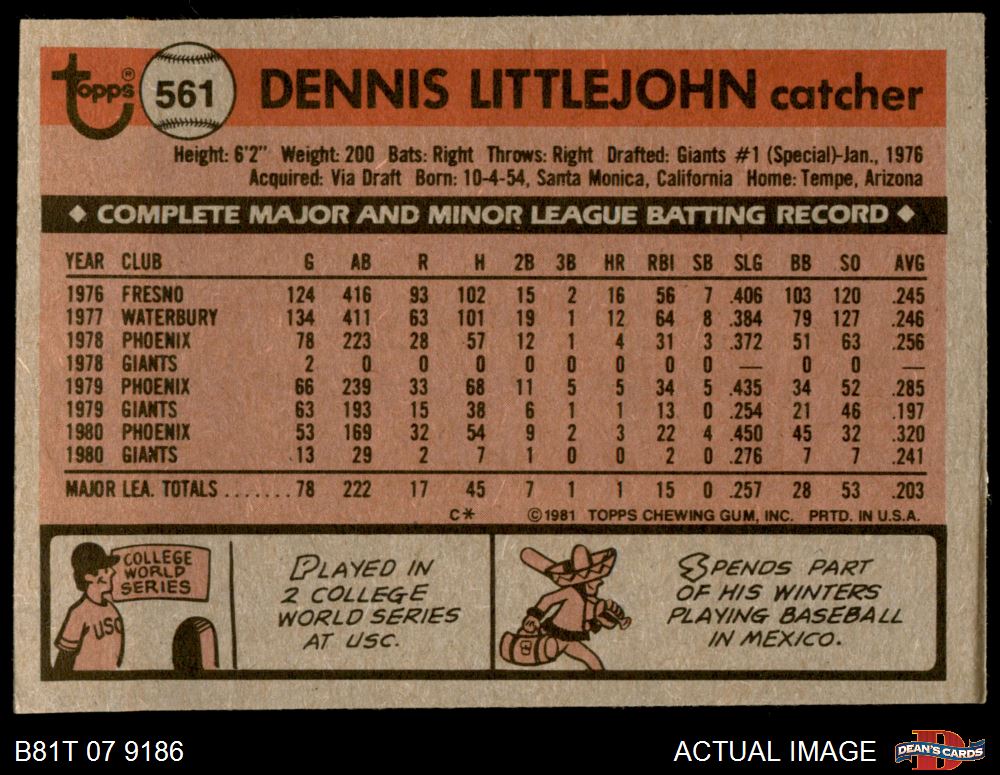 Topps® 561 DENNIS LITTLEJOHN catcher
Height: 6'2" Weight: 200 Bats: Right Throws: Right Drafted: Giants #1 (Special)-Jan., 1976
Acquired: Via Draft Born: 10-4-54, Santa Monica, California Home: Tempe, Arizona
◆ COMPLETE MAJOR AND MINOR LEAGUE BATTING RECORD ◆
YEAR CLUB G AB R H 2B 3B HR RBI SB SLG BB SO AVG
1976 FRESNO 124 416 93 102 15 2 16 56 7 .406 103 120 .245
1977 WATERBURY 134 411 63 101 19 1 12 64 8 .384 79 127 .246
1978 PHOENIX 78 223 28 57 12 1 4 31 3 .372 51 63 .256
1978 GIANTS 2 0 0 0 0 0 0 0 0 — 0 0 —
1979 PHOENIX 66 239 33 68 11 5 5 34 5 .435 34 52 .285
1979 GIANTS 63 193 15 38 6 1 1 13 0 .254 21 46 .197
1980 PHOENIX 53 169 32 54 9 2 3 22 4 .450 45 32 .320
1980 GIANTS 13 29 2 7 1 0 0 2 0 .276 7 7 .241
MAJOR LEA. TOTALS .......78 222 17 45 7 1 1 15 0 .257 28 53 .203
C* ©1981 TOPPS CHEWING GUM, INC. PRTD. IN U.S.A.
COLLEGE
WORLD
SERIES
USC
PLAYED IN
2 COLLEGE
WORLD SERIES
AT USC.
SPENDS PART
OF HIS WINTERS
PLAYING BASEBALL
IN MEXICO.
B81T 07 9186 ACTUAL IMAGE DEAN'S CARDS